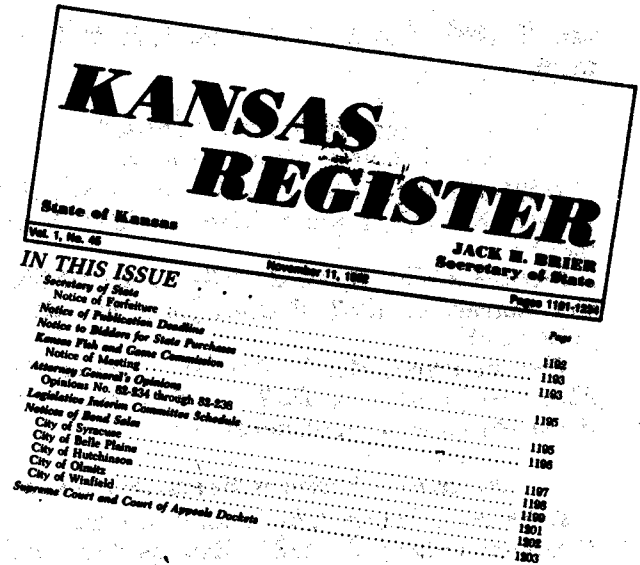 KANSAS
REGISTER
State of Kansas
JACK H. BRIER
Secretary of State
Vol. 1, No. 45 November 11, 1982 Pages 1191-1234
IN THIS ISSUE Page
Secretary of State
Notice of Forfeiture 1192
Notice of Publication Deadline 1193
Notice to Bidders for State Purchases 1193
Kansas Fish and Game Commission
Notice of Meeting 1195
Attorney General's Opinions
Opinions No. 82-234 through 82-236 1195
Legislative Interim Committee Schedule 1196
Notices of Bond Sales
City of Syracuse 1197
City of Belle Plaine 1198
City of Hutchinson 1199
City of Olmitz 1201
City of Winfield 1202
Supreme Court and Court of Appeals Dockets 1203